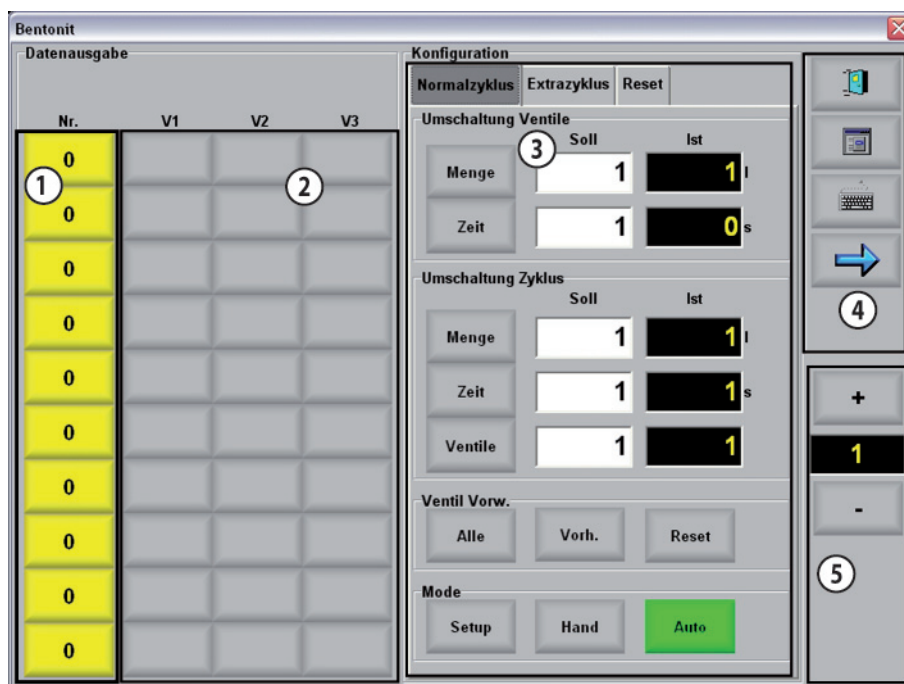 Bentonit
Datenausgabe
Nr. V1 V2 V3
0
0
0
0
0
0
0
0
0
0
1
2
Konfiguration
Normalzyklus Extrazyklus Reset
Umschaltung Ventile
3
Soll Ist
Menge 1 1 l
Zeit 1 0 s
Umschaltung Zyklus
Soll Ist
Menge 1 1 l
Zeit 1 1 s
Ventile 1 1
Ventil Vorw.
Alle Vorh. Reset
Mode
Setup Hand Auto
4
+
1
-
5